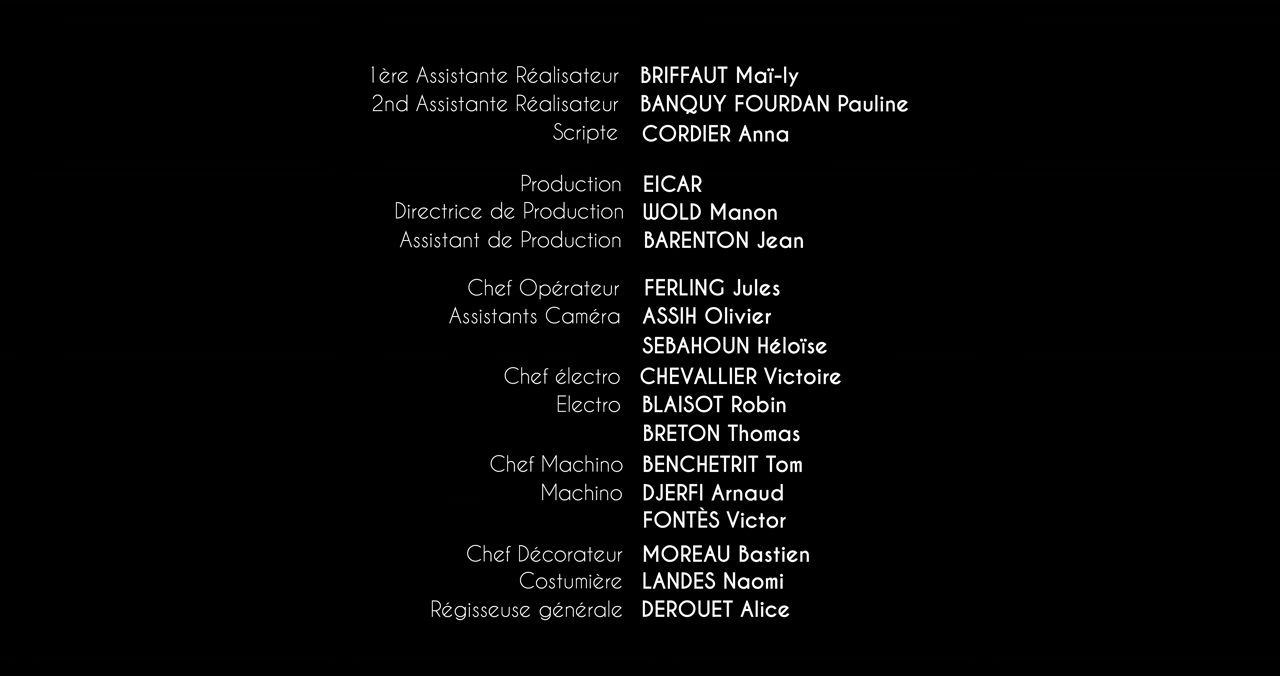 1ère Assistante Réalisateur BRIFFAUT Maï-ly
2nd Assistante Réalisateur BANQUY FOURDAN Pauline
Scripte CORDIER Anna
Production EICAR
Directrice de Production WOLD Manon
Assistant de Production BARENTON Jean
Chef Opérateur FERLING Jules
Assistants Caméra ASSIH Olivier
SEBAHOUN Héloïse
Chef électro CHEVALLIER Victoire
Electro BLAISOT Robin
BRETON Thomas
Chef Machino BENCHETRIT Tom
Machino DJERFI Arnaud
FONTÈS Victor
Chef Décorateur MOREAU Bastien
Costumière LANDES Naomi
Régisseuse générale DEROUET Alice